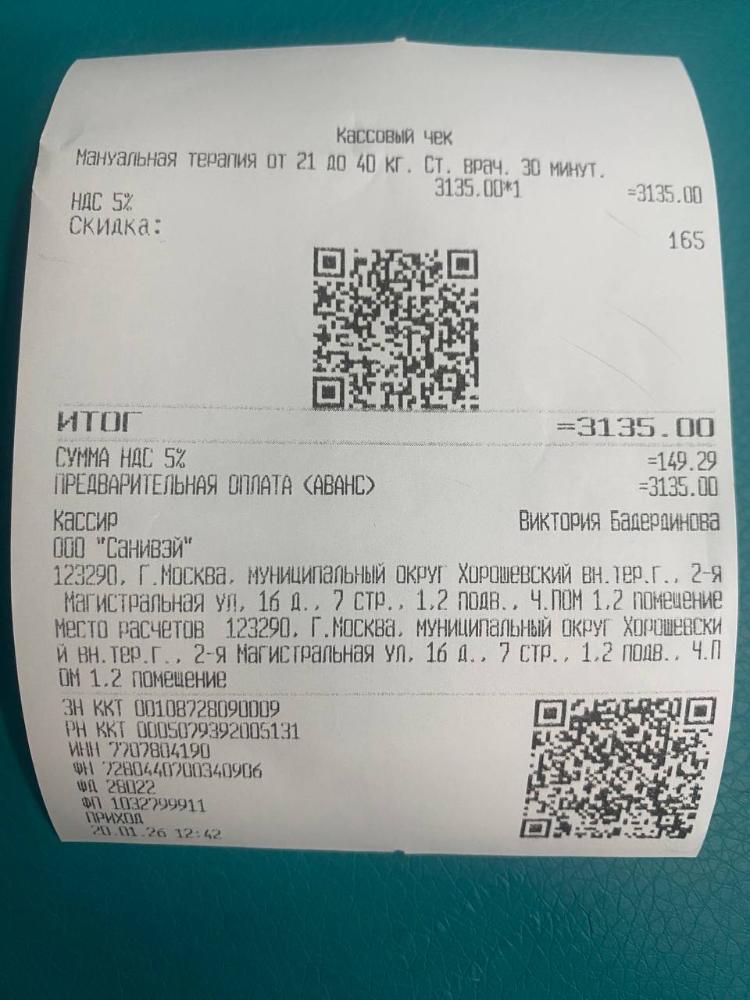 Кассовый чек
Мануальная терапия от 21 до 40 кг. Ст. врач. 30 минут.
3135.00*1 =3135.00
НДС 5%
Скидка:
165
ИТОГ =3135.00
СУММА НДС 5% =149.29
ПРЕДВАРИТЕЛЬНАЯ ОПЛАТА (АВАНС) =3135.00
Кассир Виктория Бадердинова
ООО "Санивэй"
123290, Г.Москва, муниципальный округ Хорошевский вн.тер.г., 2-я
Магистральная ул, 16 д., 7 стр., 1,2 подв., Ч.ПОМ 1,2 помещение
Место расчетов 123290, Г.Москва, муниципальный округ Хорошевски
й вн.тер.г., 2-я Магистральная ул, 16 д., 7 стр., 1,2 подв., Ч.П
ОМ 1,2 помещение
ЗН ККТ 00108728090009
РН ККТ 0005079392005131
ИНН 7707804190
ФН 7280440700340906
ФД 28022
ФП 1032799911
ПРИХОД
20.01.26 12:42